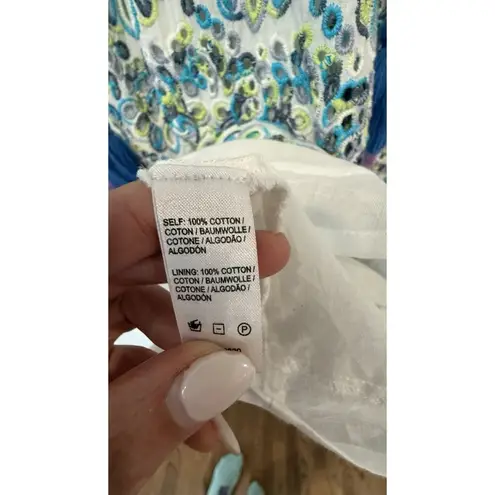 SELF: 100% COTTON /
COTON / BAUMWOLLE /
COTONE / ALGODÃO /
ALGODÓN
LINING: 100% COTTON /
COTON / BAUMWOLLE /
COTONE / ALGODÃO /
ALGODÓN
P